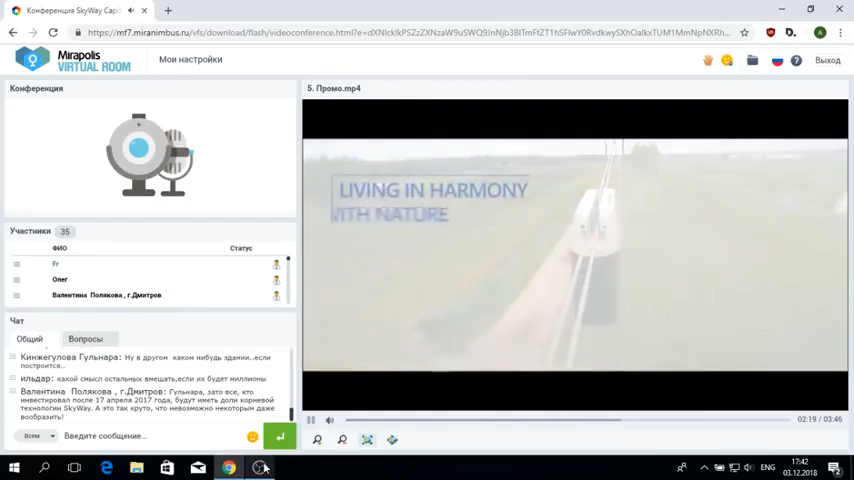 Конференция SkyWay Cap
https://mf7.miranimbus.ru/vfs/download/flash/videoconference.html?e=
Mirapolis
VIRTUAL ROOM
Мои настройки
Выход
Конференция
5. Промо.mp4
LIVING IN HARMONY
WITH NATURE
Участники 35
ФИО Статус
Fr
Олег
Валентина Полякова , г.Дмитров
Чат
Общий Вопросы
Кинжегулова Гульнара: Ну в другом каком нибудь здании..если
построится..
ильдар: какой смысл остальных вмещать,если их будет миллионы
Валентина Полякова , г.Дмитров: Гульнара, зато все, кто
инвестировал после 17 апреля 2017 года, будут иметь доли корневой
технологии SkyWay. А это так круто, что невозможно некоторым даже
вообразить!
Всем Введите сообщение...
02:19 / 03:46
ENG
17:42
03.12.2018